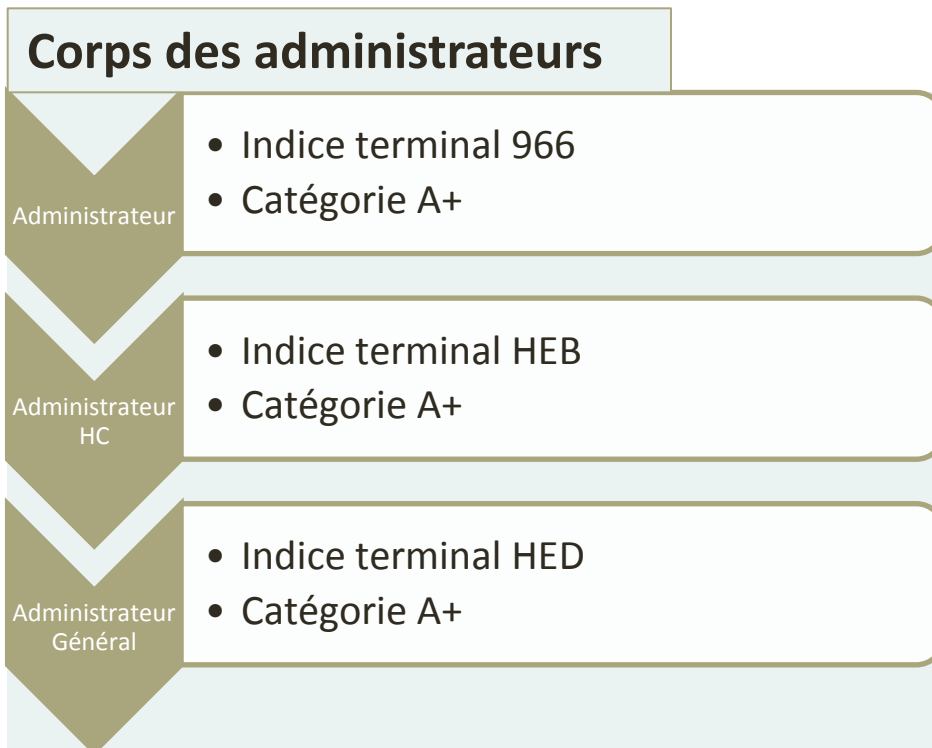 Corps des administrateurs
Administrateur
• Indice terminal 966
• Catégorie A+
Administrateur
HC
• Indice terminal HEB
• Catégorie A+
Administrateur
Général
• Indice terminal HED
• Catégorie A+